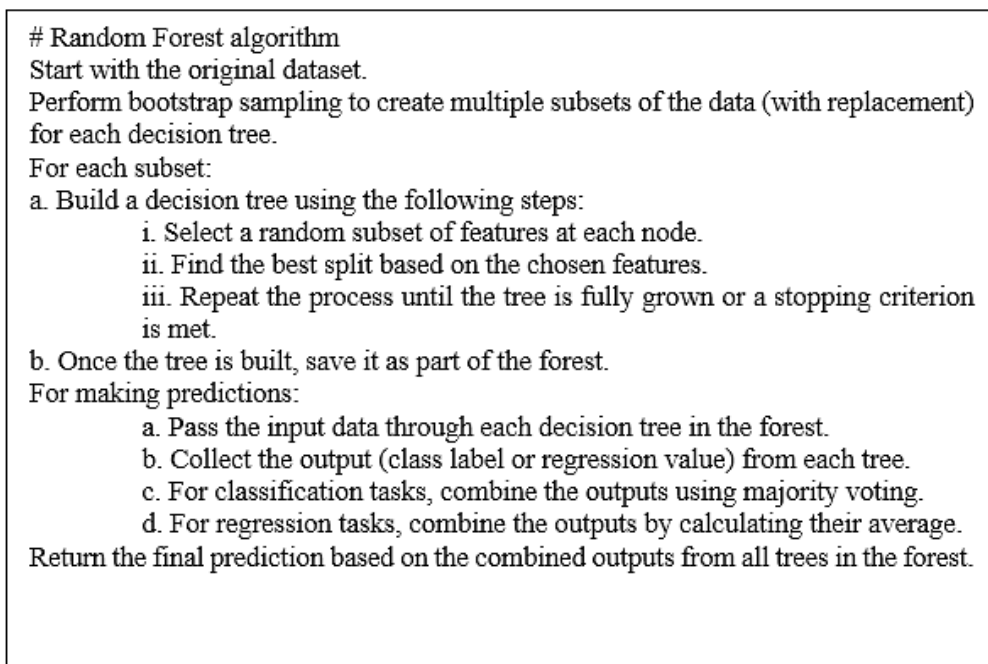 # Random Forest algorithm
Start with the original dataset.
Perform bootstrap sampling to create multiple subsets of the data (with replacement)
for each decision tree.
For each subset:
a. Build a decision tree using the following steps:
i. Select a random subset of features at each node.
ii. Find the best split based on the chosen features.
iii. Repeat the process until the tree is fully grown or a stopping criterion
is met.
b. Once the tree is built, save it as part of the forest.
For making predictions:
a. Pass the input data through each decision tree in the forest.
b. Collect the output (class label or regression value) from each tree.
c. For classification tasks, combine the outputs using majority voting.
d. For regression tasks, combine the outputs by calculating their average.
Return the final prediction based on the combined outputs from all trees in the forest.